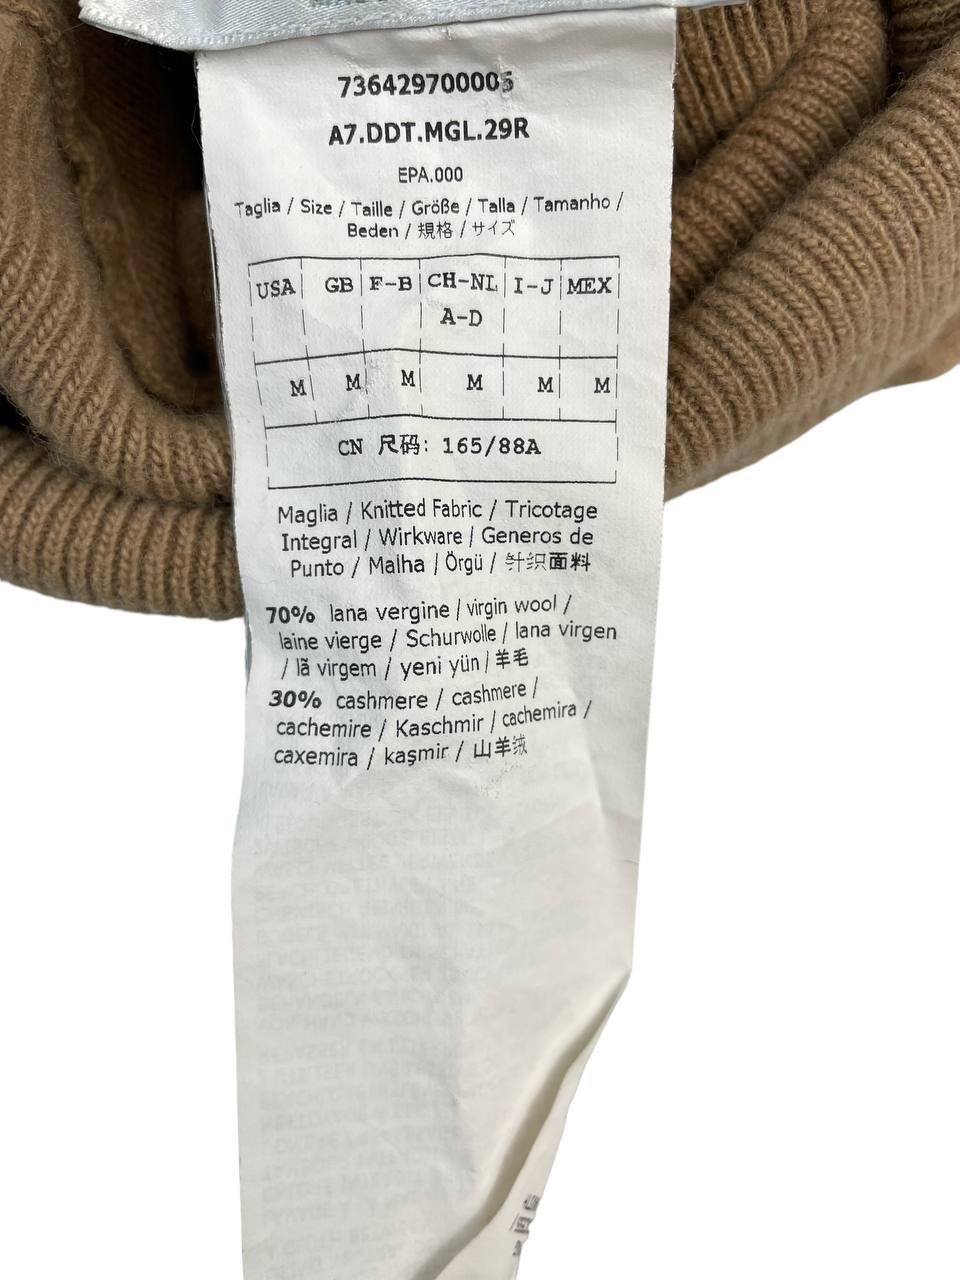 736429700005
A7.DDT.MGL.29R
EPA.000
Taglia / Size / Taille / Größe / Talla / Tamanho /
Beden / 規格 / サイズ
USA GB F-B CH-NL I-J MEX
A-D
M M M M M M
CN 尺码: 165/88A
Maglia / Knitted Fabric / Tricotage
Integral / Wirkware / Generos de
Punto / Malha / Örgü / 针织面料
70% lana vergine / virgin wool /
laine vierge / Schurwolle / lana virgen
/ lã virgem / yeni yün / 羊毛
30% cashmere / cashmere /
cachemire / Kaschmir / cachemira /
caxemira / kaşmir / 山羊绒